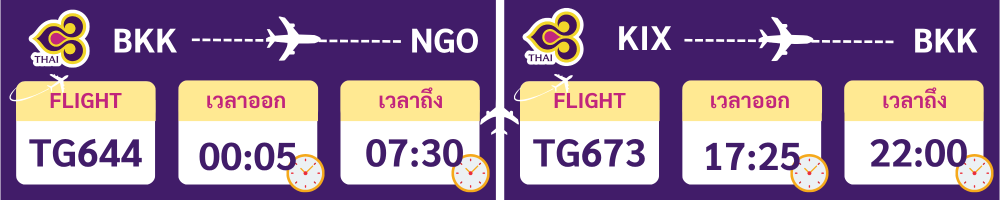 THAI
BKK NGO
FLIGHT เวลาออก เวลาถึง
TG644 00:05 07:30
THAI
KIX BKK
FLIGHT เวลาออก เวลาถึง
TG673 17:25 22:00